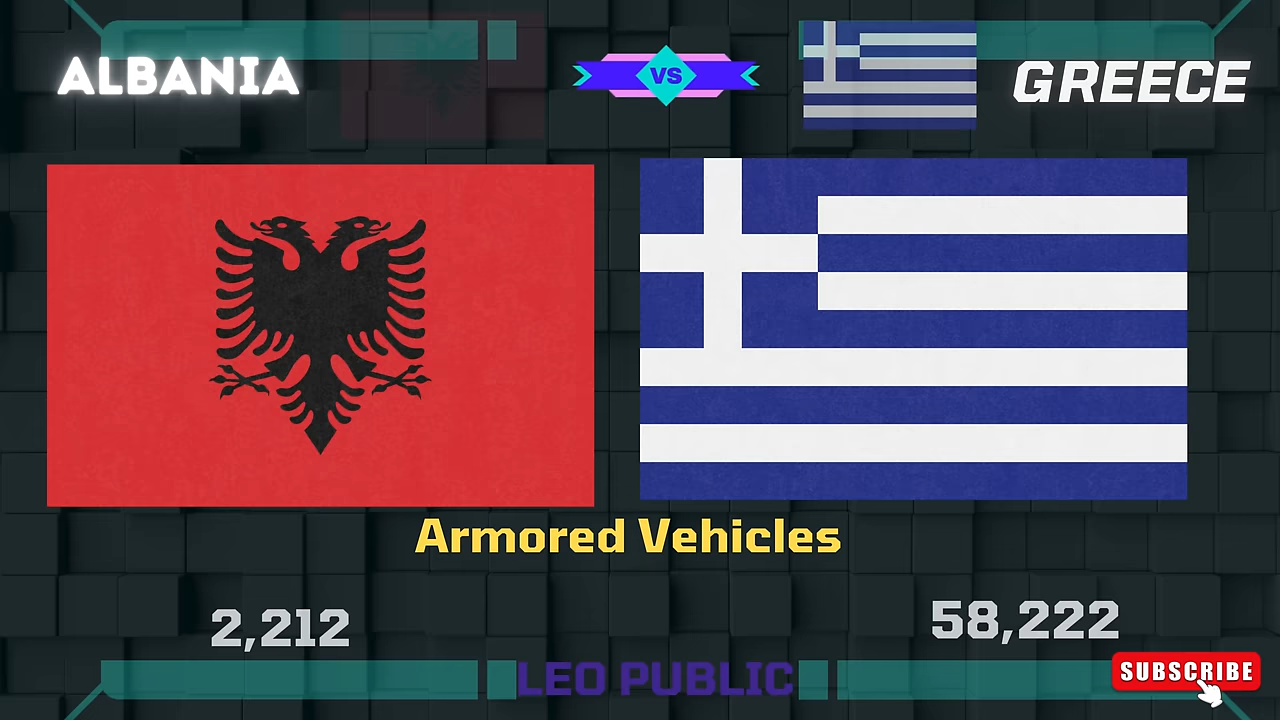 ALBANIA
VS
GREECE
Armored Vehicles
2,212
58,222
LEO PUBLIC
SUBSCRIBE